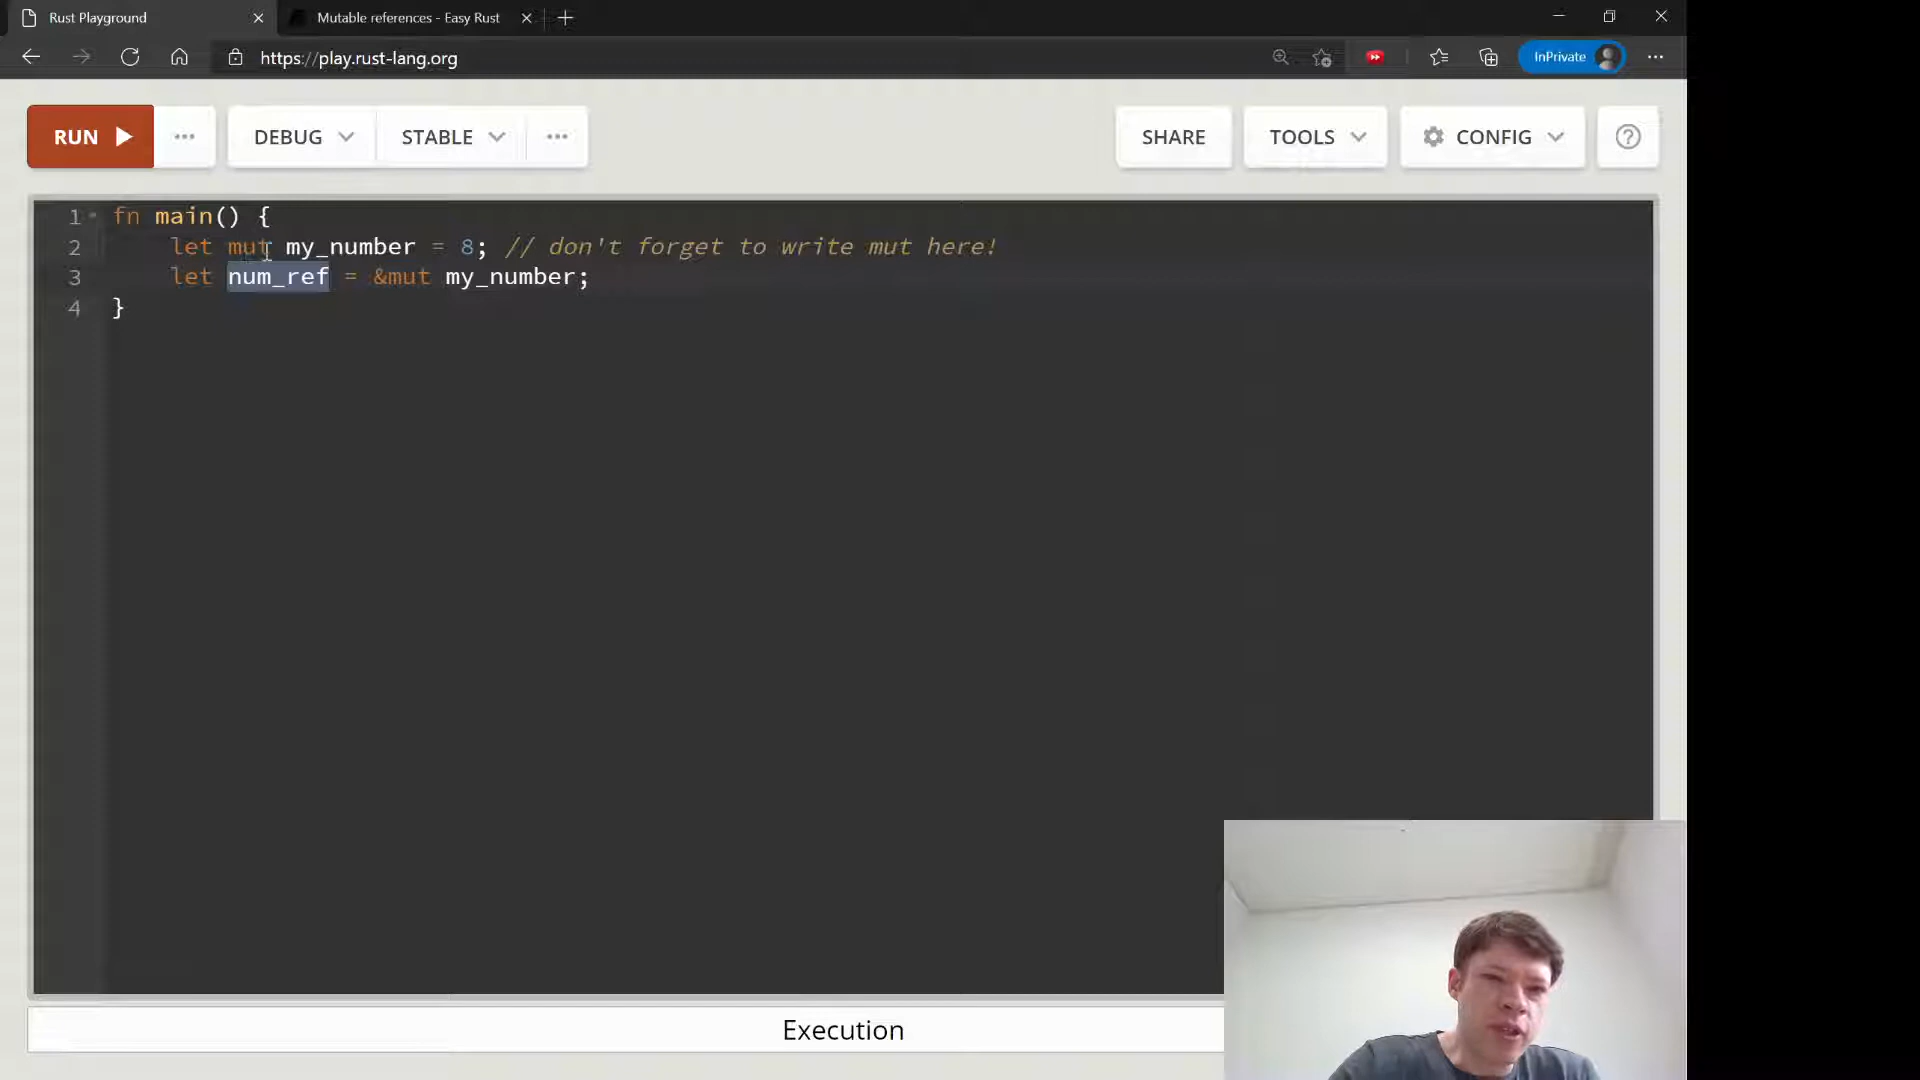 Rust Playground
Mutable references - Easy Rust
https://play.rust-lang.org
InPrivate
RUN
DEBUG
STABLE
SHARE
TOOLS
CONFIG
1 fn main() {
2 let mut my_number = 8; // don't forget to write mut here!
3 let num_ref = &mut my_number;
4 }
Execution